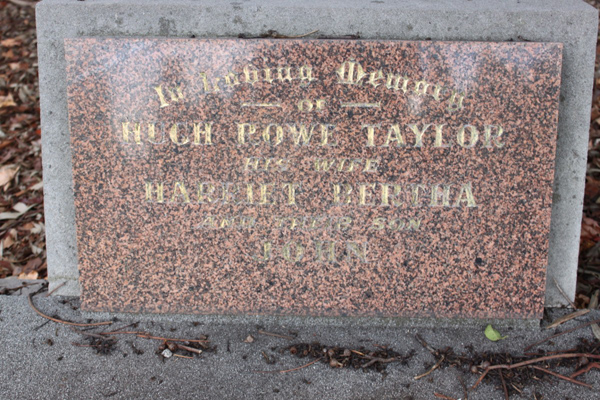 In Loving Memory
OF
HUGH ROWE TAYLOR
HIS WIFE
HARRIET BERTHA
AND THEIR SON
JOHN